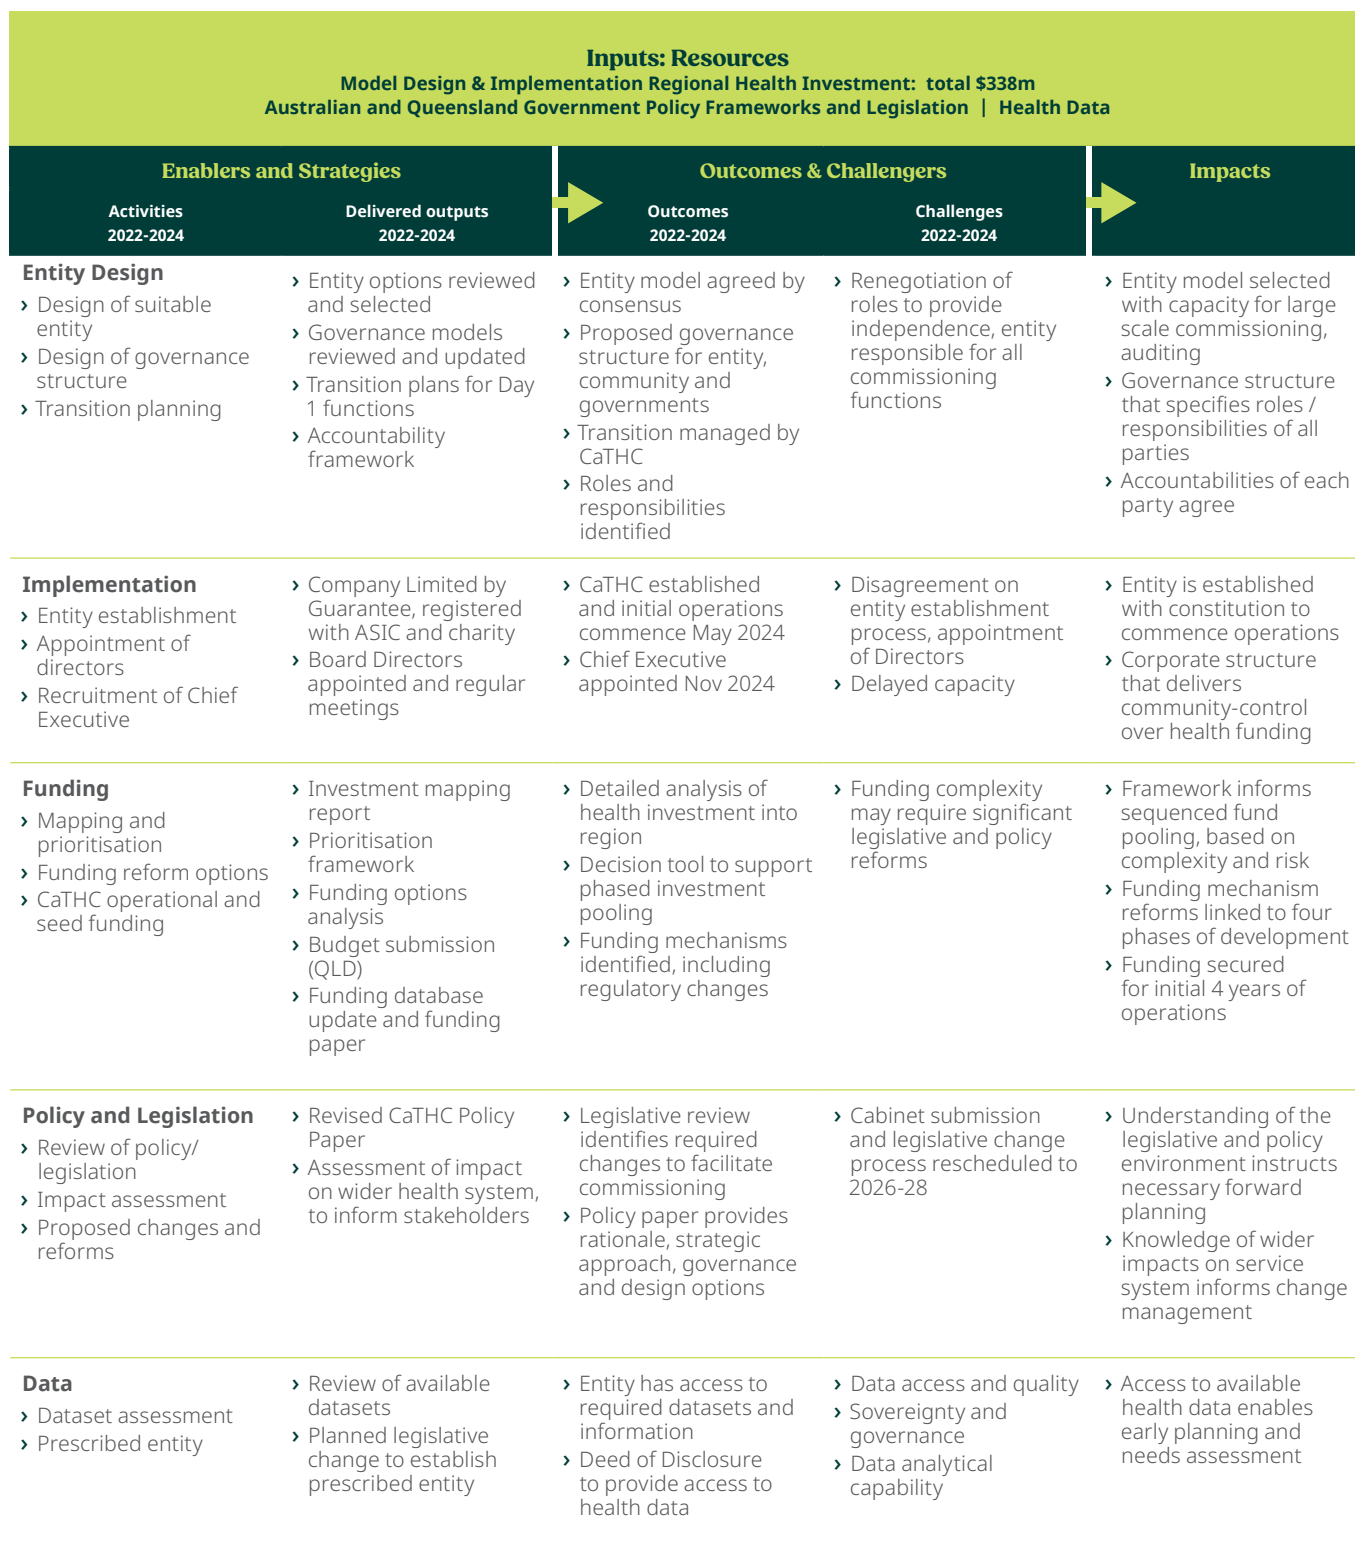 Inputs: Resources
Model Design & Implementation Regional Health Investment: total $338m
Australian and Queensland Government Policy Frameworks and Legislation | Health Data
Enablers and Strategies
Outcomes & Challengers
Impacts
Activities
2022-2024
Delivered outputs
2022-2024
Outcomes
2022-2024
Challenges
2022-2024
Entity Design
› Design of suitable
entity
› Design of governance
structure
› Transition planning
› Entity options reviewed
and selected
› Governance models
reviewed and updated
› Transition plans for Day
1 functions
› Accountability
framework
› Entity model agreed by
consensus
› Proposed governance
structure for entity,
community and
governments
› Transition managed by
CaTHC
› Roles and
responsibilities
identified
› Renegotiation of
roles to provide
independence, entity
responsible for all
commissioning
functions
› Entity model selected
with capacity for large
scale commissioning,
auditing
› Governance structure
that specifies roles /
responsibilities of all
parties
› Accountabilities of each
party agree
Implementation
› Entity establishment
› Appointment of
directors
› Recruitment of Chief
Executive
› Company Limited by
Guarantee, registered
with ASIC and charity
› Board Directors
appointed and regular
meetings
› CaTHC established
and initial operations
commence May 2024
› Chief Executive
appointed Nov 2024
› Disagreement on
entity establishment
process, appointment
of Directors
› Delayed capacity
› Entity is established
with constitution to
commence operations
› Corporate structure
that delivers
community-control
over health funding
Funding
› Mapping and
prioritisation
› Funding reform options
› CaTHC operational and
seed funding
› Investment mapping
report
› Prioritisation
framework
› Funding options
analysis
› Budget submission
(QLD)
› Funding database
update and funding
paper
› Detailed analysis of
health investment into
region
› Decision tool to support
phased investment
pooling
› Funding mechanisms
identified, including
regulatory changes
› Funding complexity
may require significant
legislative and policy
reforms
› Framework informs
sequenced fund
pooling, based on
complexity and risk
› Funding mechanism
reforms linked to four
phases of development
› Funding secured
for initial 4 years of
operations
Policy and Legislation
› Review of policy/
legislation
› Impact assessment
› Proposed changes and
reforms
› Revised CaTHC Policy
Paper
› Assessment of impact
on wider health system,
to inform stakeholders
› Legislative review
identifies required
changes to facilitate
commissioning
› Policy paper provides
rationale, strategic
approach, governance
and design options
› Cabinet submission
and legislative change
process rescheduled to
2026-28
› Understanding of the
legislative and policy
environment instructs
necessary forward
planning
› Knowledge of wider
impacts on service
system informs change
management
Data
› Dataset assessment
› Prescribed entity
› Review of available
datasets
› Planned legislative
change to establish
prescribed entity
› Entity has access to
required datasets and
information
› Deed of Disclosure
to provide access to
health data
› Data access and quality
› Sovereignty and
governance
› Data analytical
capability
› Access to available
health data enables
early planning and
needs assessment